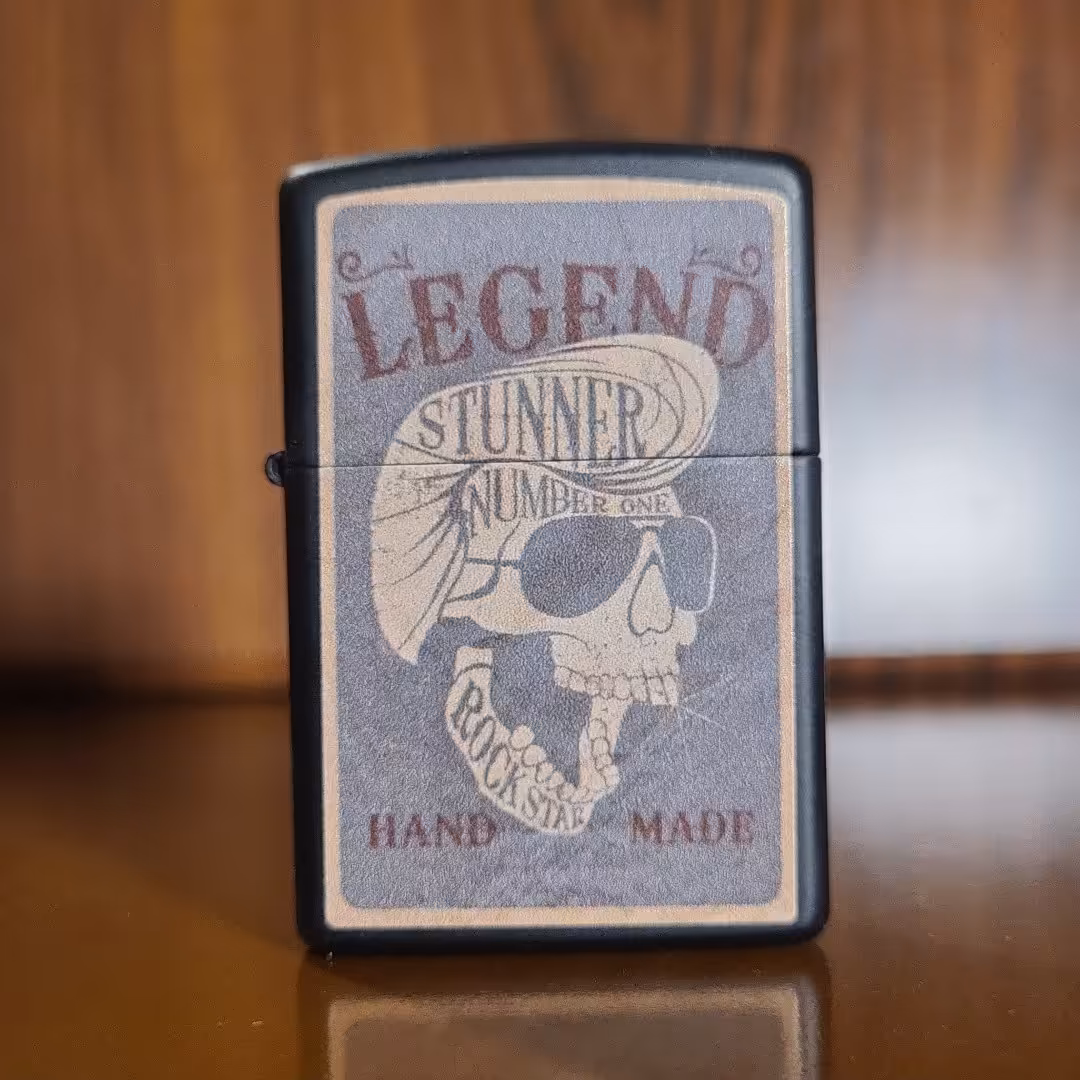 LEGEND
STUNNER
NUMBER ONE
ROCK STAR
HAND MADE